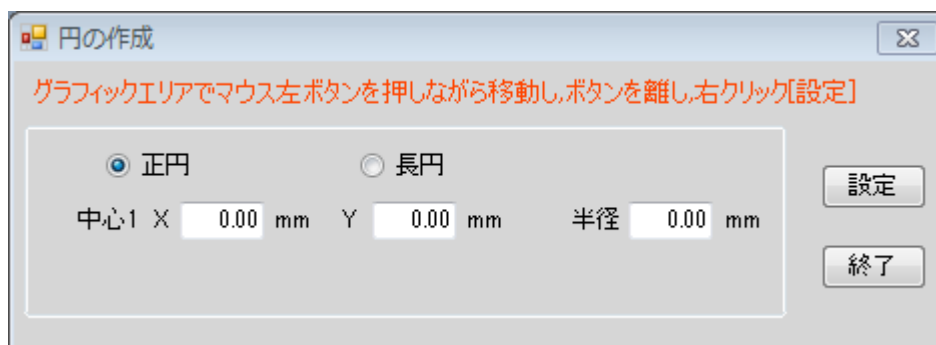 円の作成
グラフィックエリアでマウス左ボタンを押しながら移動し,ボタンを離し,右クリック[設定]
正円 長円
設定
中心1 X 0.00 mm Y 0.00 mm 半径 0.00 mm
終了